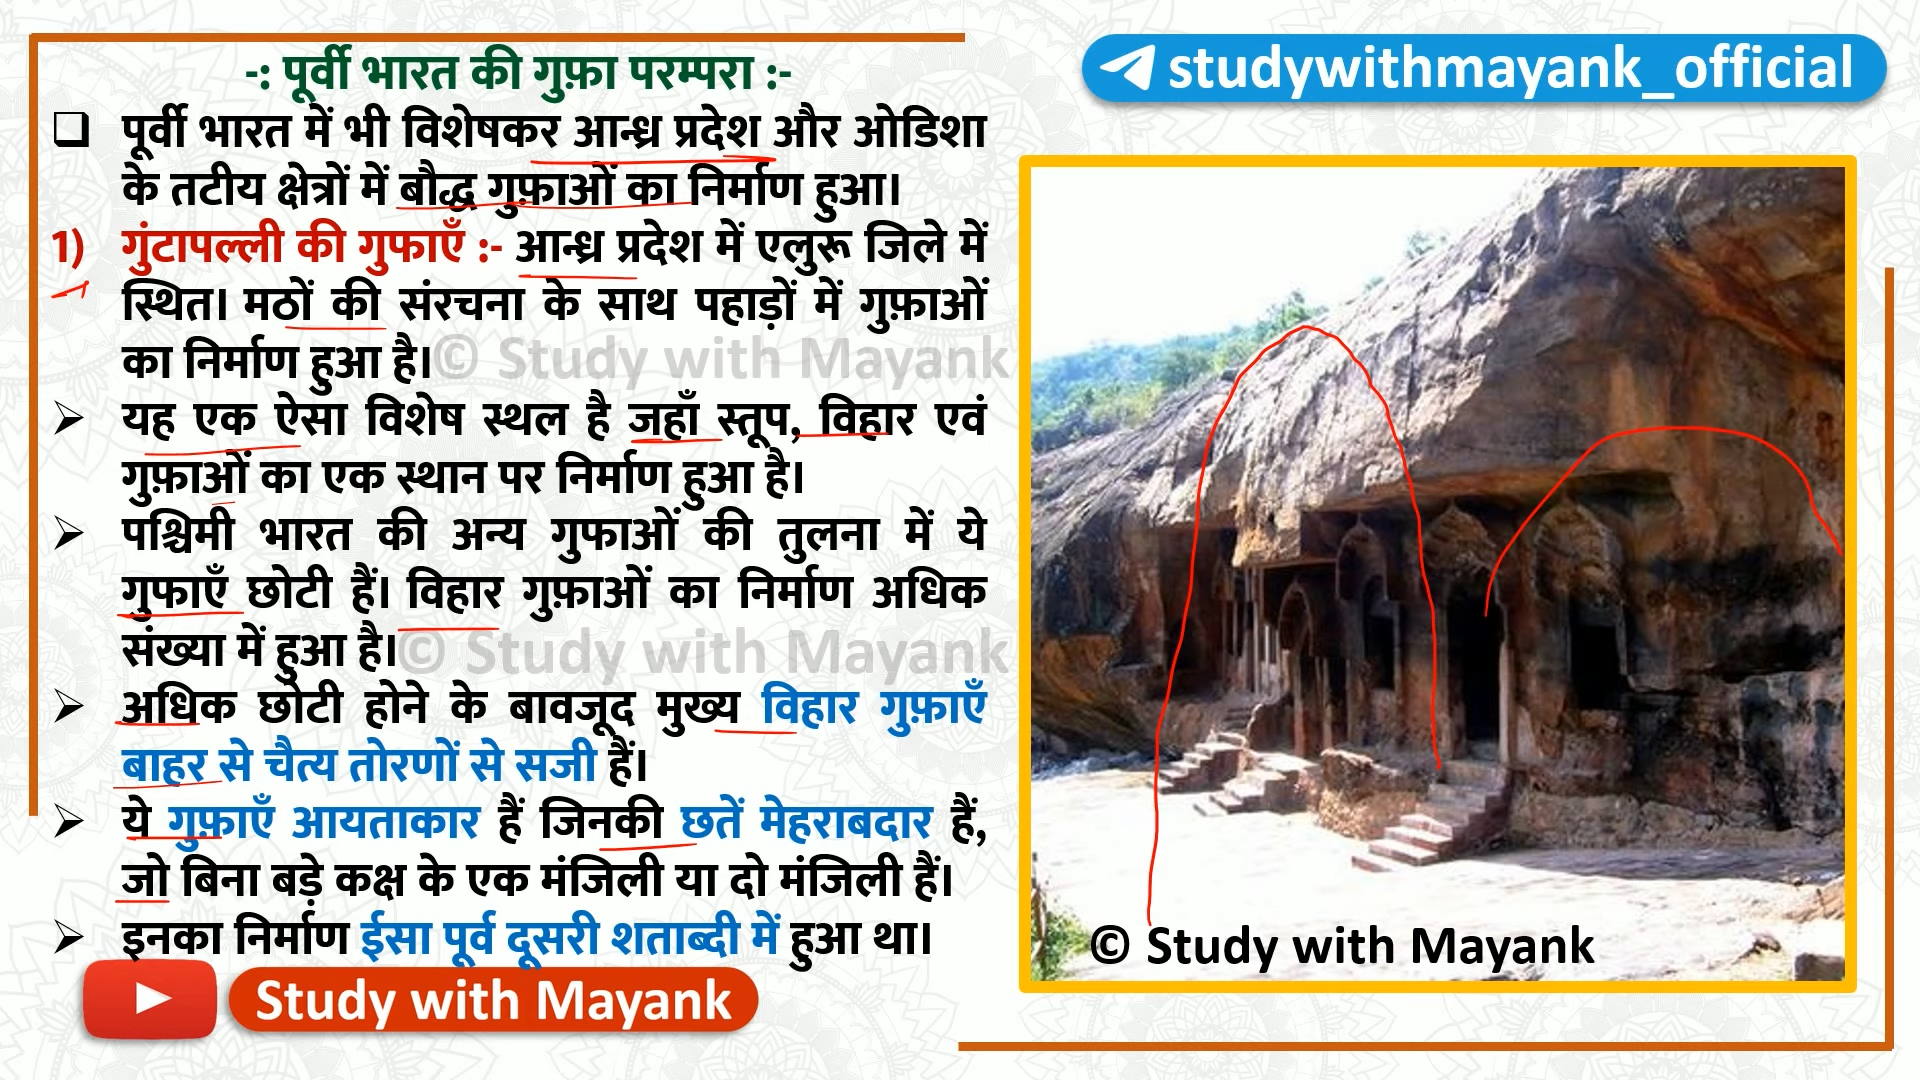 -: पूर्वी भारत की गुफ़ा परम्परा :-
❑ पूर्वी भारत में भी विशेषकर आन्ध्र प्रदेश और ओडिशा
के तटीय क्षेत्रों में बौद्ध गुफ़ाओं का निर्माण हुआ।
1) गुंटापल्ली की गुफाएँ :- आन्ध्र प्रदेश में एलुरू जिले में
स्थित। मठों की संरचना के साथ पहाड़ों में गुफ़ाओं
का निर्माण हुआ है।
© Study with Mayank
➢ यह एक ऐसा विशेष स्थल है जहाँ स्तूप, विहार एवं
गुफ़ाओं का एक स्थान पर निर्माण हुआ है।
➢ पश्चिमी भारत की अन्य गुफाओं की तुलना में ये
गुफाएँ छोटी हैं। विहार गुफ़ाओं का निर्माण अधिक
संख्या में हुआ है।
© Study with Mayank
➢ अधिक छोटी होने के बावजूद मुख्य विहार गुफ़ाएँ
बाहर से चैत्य तोरणों से सजी हैं।
➢ ये गुफ़ाएँ आयताकार हैं जिनकी छतें मेहराबदार हैं,
जो बिना बड़े कक्ष के एक मंजिली या दो मंजिली हैं।
➢ इनका निर्माण ईसा पूर्व दूसरी शताब्दी में हुआ था।
Study with Mayank
studywithmayank_official
© Study with Mayank